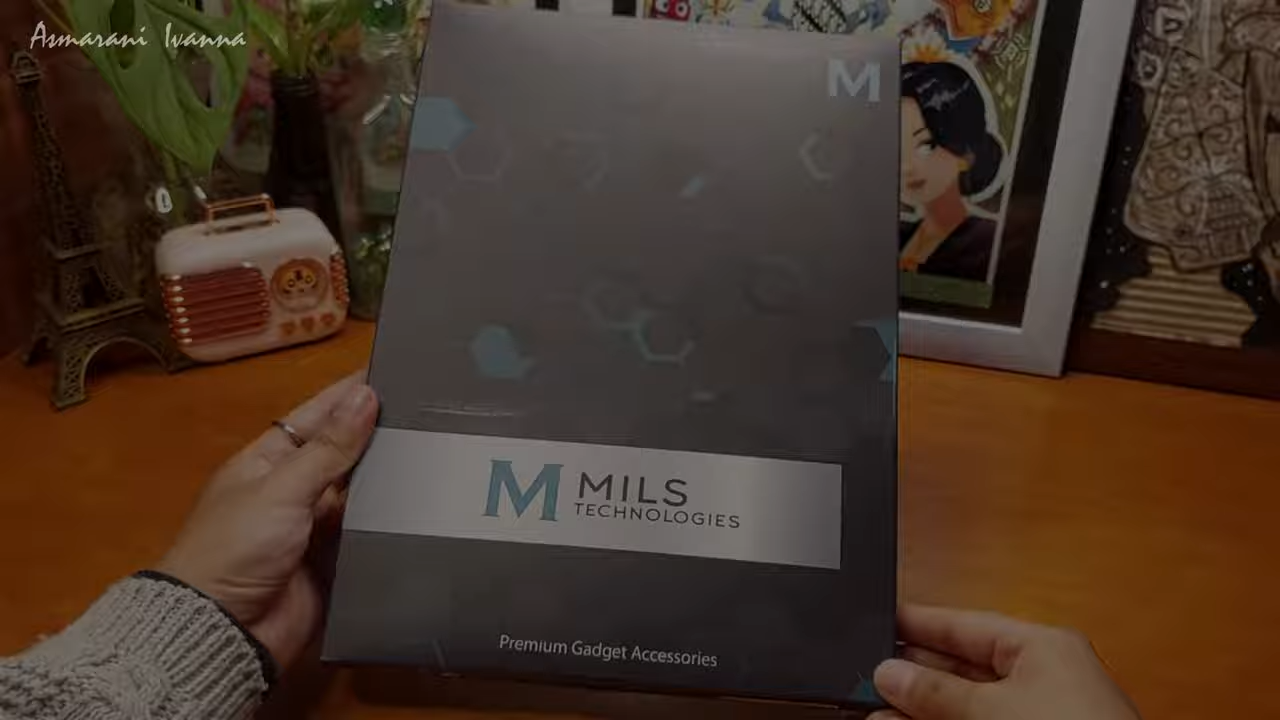 Asmarani Ivanna
M
M MILS
TECHNOLOGIES
Premium Gadget Accessories